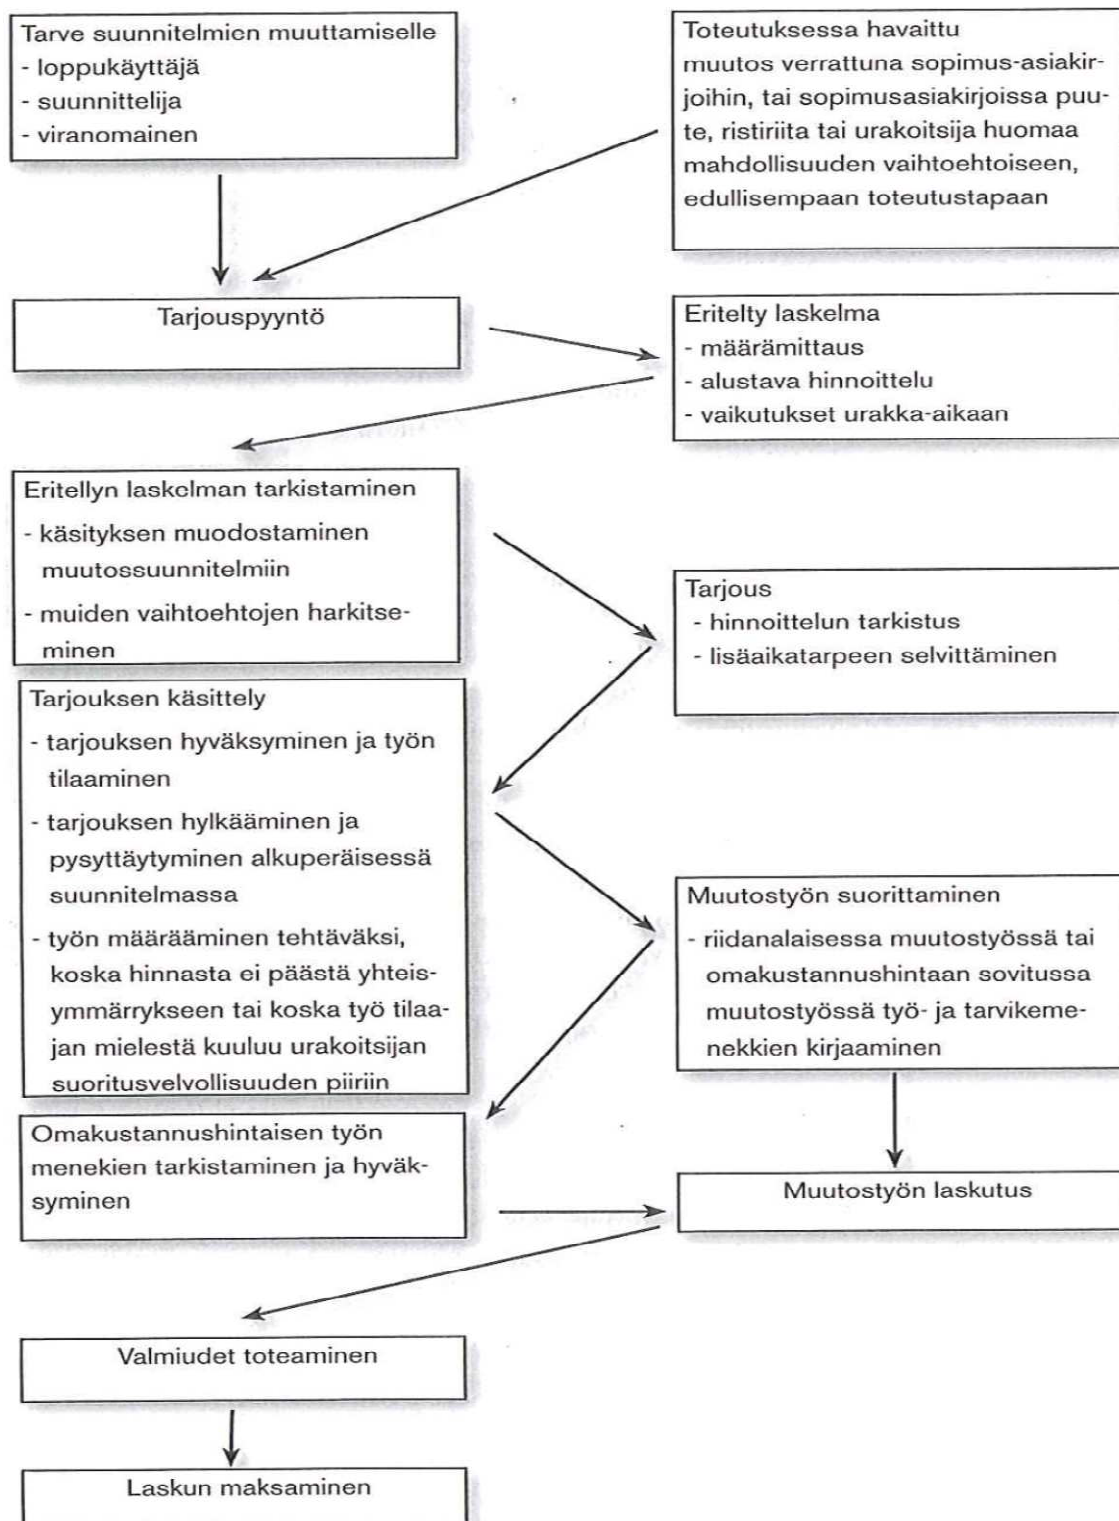 Tarve suunnitelmien muuttamiselle
- loppukäyttäjä
- suunnittelija
- viranomainen
Toteutuksessa havaittu
muutos verrattuna sopimus-asiakir-
joihin, tai sopimusasiakirjoissa puu-
te, ristiriita tai urakoitsija huomaa
mahdollisuuden vaihtoehtoiseen,
edullisempaan toteutustapaan
Tarjouspyyntö
Eritelty laskelma
- määrämittaus
- alustava hinnoittelu
- vaikutukset urakka-aikaan
Eritellyn laskelman tarkistaminen
- käsityksen muodostaminen
muutossuunnitelmiin
- muiden vaihtoehtojen harkitse-
minen
Tarjous
- hinnoittelun tarkistus
- lisäaikatarpeen selvittäminen
Tarjouksen käsittely
- tarjouksen hyväksyminen ja työn
tilaaminen
- tarjouksen hylkääminen ja
pysyttäytyminen alkuperäisessä
suunnitelmassa
- työn määrääminen tehtäväksi,
koska hinnasta ei päästä yhteis-
ymmärrykseen tai koska työ tilaa-
jan mielestä kuuluu urakoitsijan
suoritusvelvollisuuden piiriin
Muutostyön suorittaminen
- riidanalaisessa muutostyössä tai
omakustannushintaan sovitussa
muutostyössä työ- ja tarvikeme-
nekkien kirjaaminen
Omakustannushintaisen työn
menekien tarkistaminen ja hyväk-
syminen
Muutostyön laskutus
Valmiudet toteaminen
Laskun maksaminen